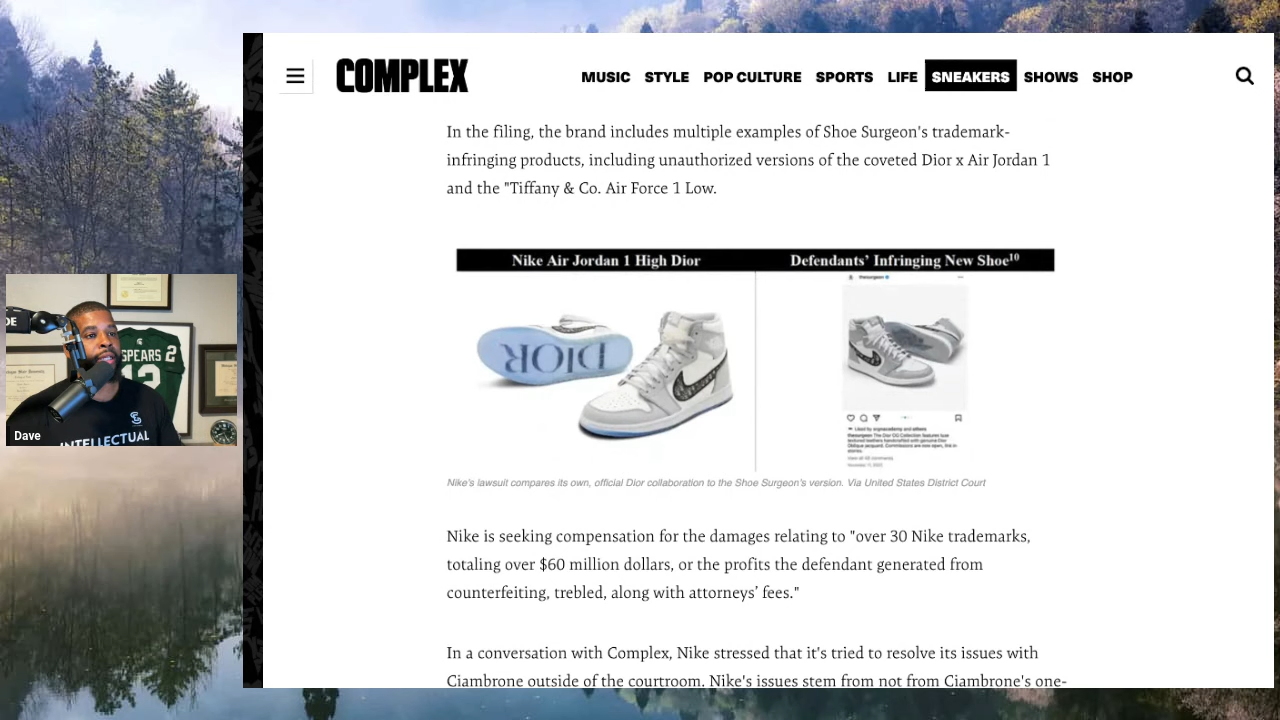 COMPLEX
MUSIC STYLE POP CULTURE SPORTS LIFE SNEAKERS SHOWS SHOP
In the filing, the brand includes multiple examples of Shoe Surgeon's trademark-
infringing products, including unauthorized versions of the coveted Dior x Air Jordan 1
and the "Tiffany & Co. Air Force 1 Low.
Nike Air Jordan 1 High Dior
Defendants' Infringing New Shoe10
DIOR
thesurgeon
Nike's lawsuit compares its own, official Dior collaboration to the Shoe Surgeon's version. Via United States District Court
Nike is seeking compensation for the damages relating to "over 30 Nike trademarks,
totaling over $60 million dollars, or the profits the defendant generated from
counterfeiting, trebled, along with attorneys' fees."
In a conversation with Complex, Nike stressed that it's tried to resolve its issues with
Ciambrone outside of the courtroom. Nike's issues stem from not from Ciambrone's one-
DE
SPEARS
2
INTELLECTUAL
Dave